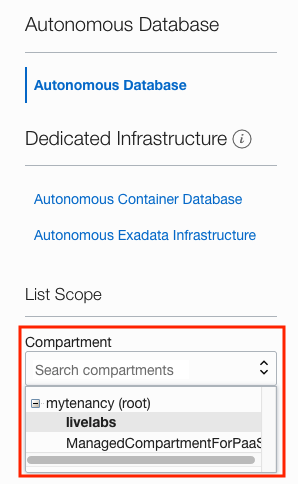 Autonomous Database
Autonomous Database
Dedicated Infrastructure
Autonomous Container Database
Autonomous Exadata Infrastructure
List Scope
Compartment
Search compartments
mytenancy (root)
livelabs
ManagedCompartmentForPaaS